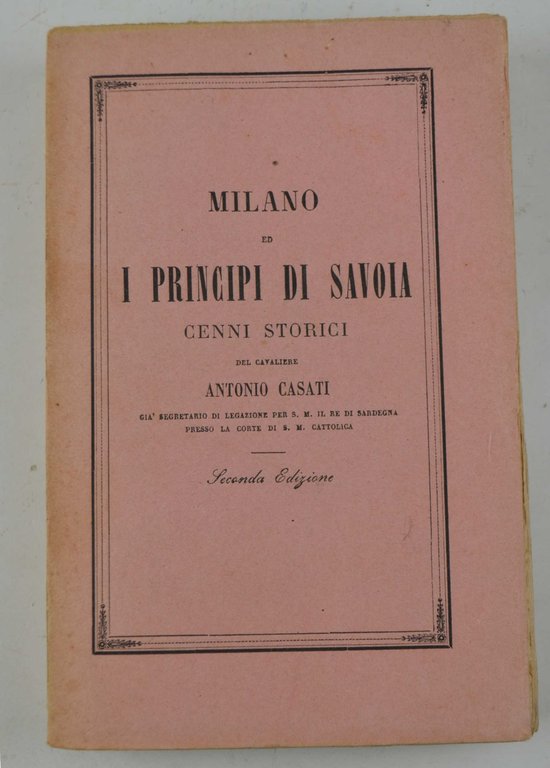 MILANO
ED
I PRINCIPI DI SAVOIA
CENNI STORICI
DEL CAVALIERE
ANTONIO CASATI
GIA' SEGRETARIO DI LEGAZIONE PER S. M. IL RE DI SARDEGNA
PRESSO LA CORTE DI S. M. CATTOLICA
Seconda Edizione